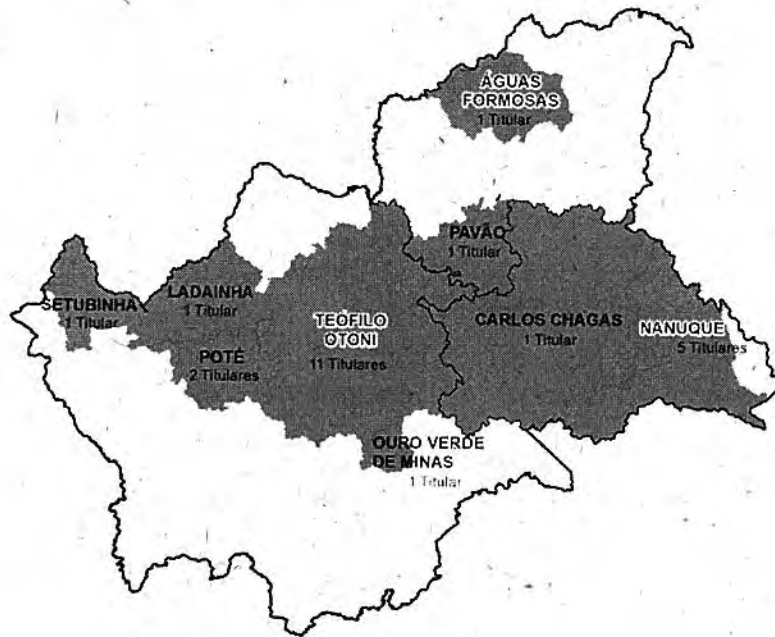 ÁGUAS
FORMOSAS
1 Titular
PAVÃO
1 Titular
SETUBINHA
1 Titular
LADAINHA
1 Titular
POTÉ
2 Titulares
TEÓFILO
OTONI
11 Titulares
CARLOS CHAGAS
1 Titular
NANUQUE
5 Titulares
OURO VERDE
DE MINAS
1 Titular